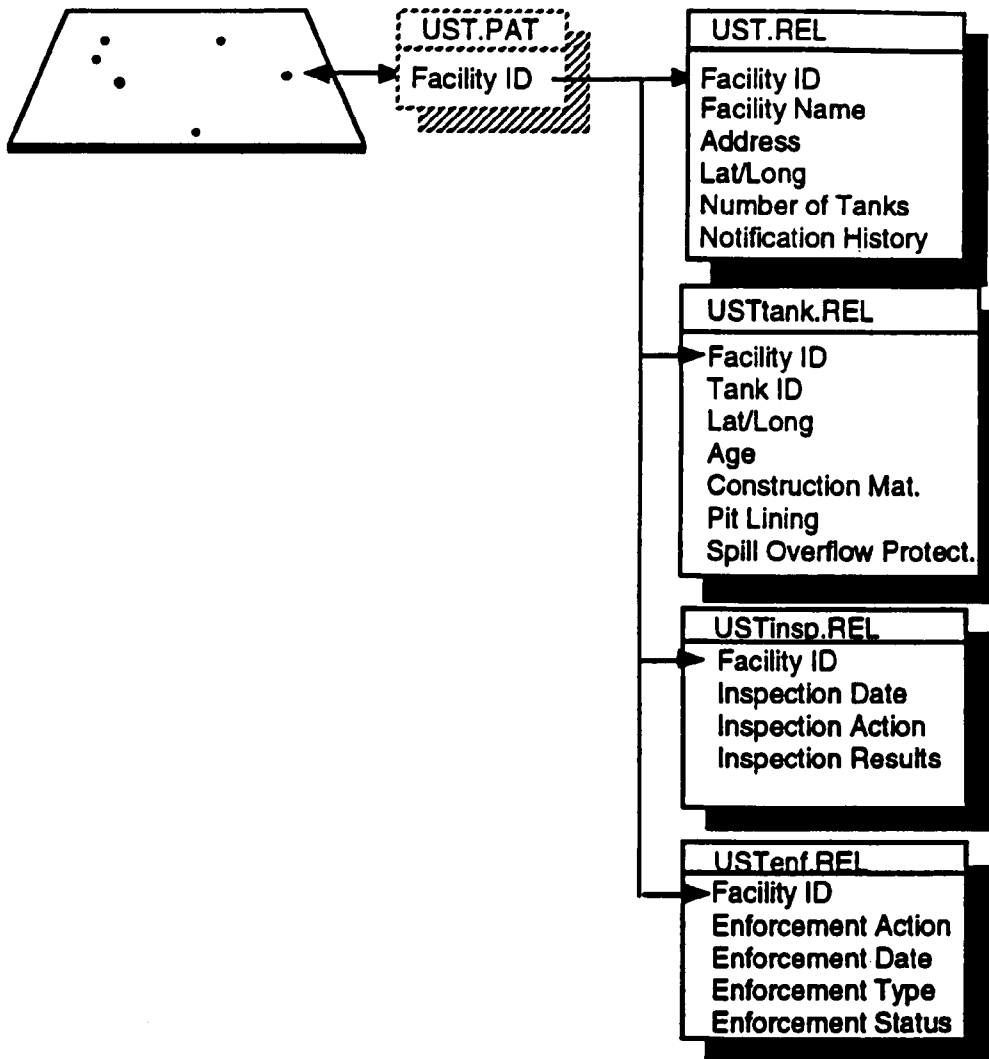 UST.PAT
Facility ID
UST.REL
Facility ID
Facility Name
Address
Lat/Long
Number of Tanks
Notification History
USTtank.REL
Facility ID
Tank ID
Lat/Long
Age
Construction Mat.
Pit Lining
Spill Overflow Protect.
USTinsp.REL
Facility ID
Inspection Date
Inspection Action
Inspection Results
USTenf.REL
Facility ID
Enforcement Action
Enforcement Date
Enforcement Type
Enforcement Status